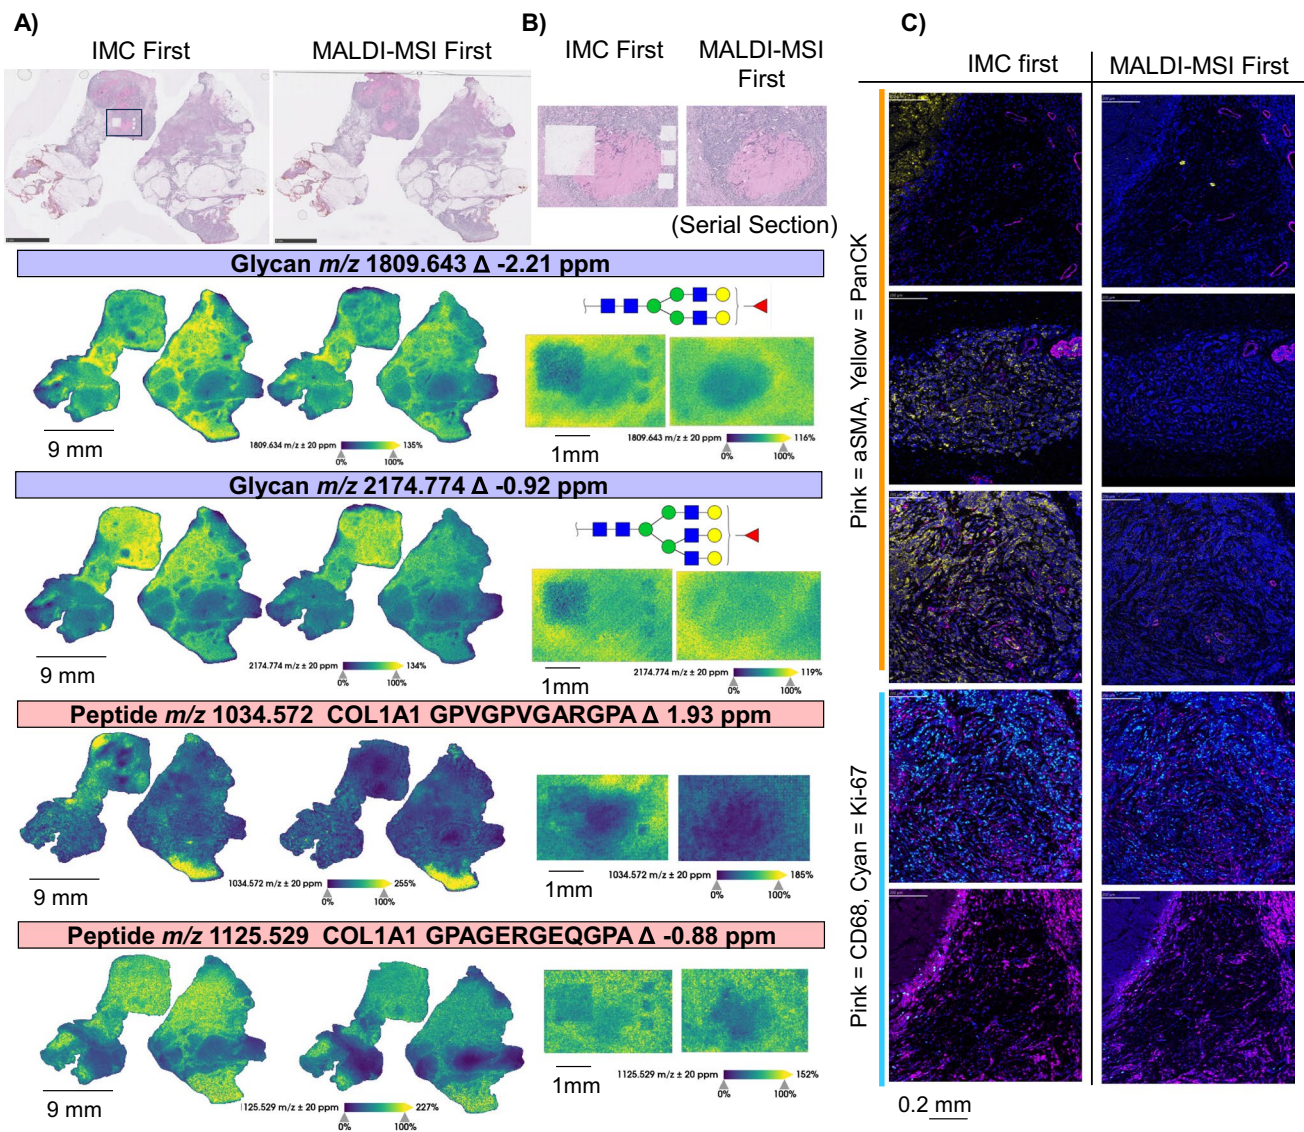 A)
IMC First
MALDI-MSI First
B)
IMC First
MALDI-MSI
First
(Serial Section)
C)
IMC first
MALDI-MSI First
Glycan m/z 1809.643 Δ -2.21 ppm
9 mm
1809.634 m/z ± 20 ppm
135%
0%
100%
1mm
1809.643 m/z ± 20 ppm
116%
0%
100%
Glycan m/z 2174.774 Δ -0.92 ppm
9 mm
2174.774 m/z ± 20 ppm
134%
0%
100%
1mm
2174.774 m/z ± 20 ppm
119%
0%
100%
Peptide m/z 1034.572 COL1A1 GPVGPVGARGPA Δ 1.93 ppm
9 mm
1034.572 m/z ± 20 ppm
255%
0%
100%
1mm
1034.572 m/z ± 20 ppm
185%
0%
100%
Peptide m/z 1125.529 COL1A1 GPAGERGEQGPA Δ -0.88 ppm
9 mm
1125.529 m/z ± 20 ppm
227%
0%
100%
1mm
1125.529 m/z ± 20 ppm
152%
0%
100%
Pink = aSMA, Yellow = PanCK
Pink = CD68, Cyan = Ki-67
0.2 mm